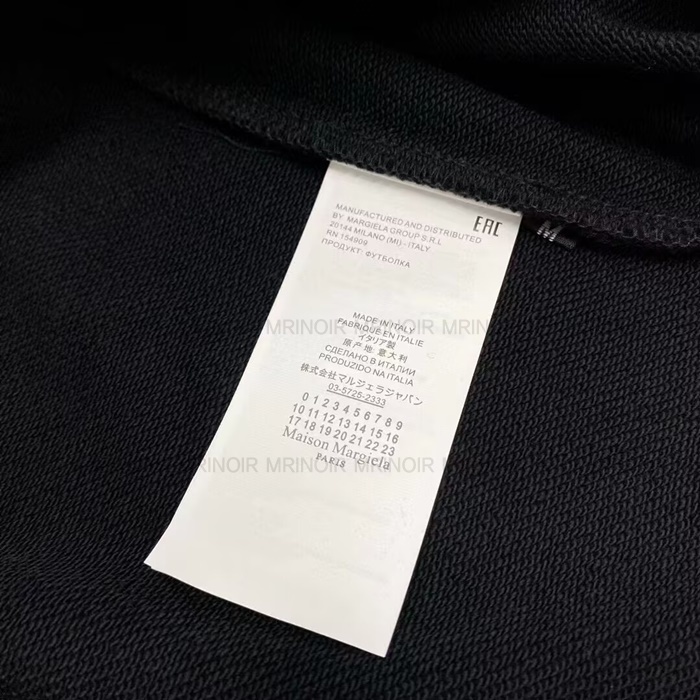 MANUFACTURED AND DISTRIBUTED
BY MARGIELA GROUP S.R.L
20144 MILANO (MI) - ITALY
RN 154909
ПРОДУКТ: ФУТБОЛКА
EAC
MADE IN ITALY
FABRIQUE EN ITALIE
イタリア製
原产地 意大利
СДЕЛАНО В ИТАЛИИ
PRODUZIDO NA ITALIA
株式会社マルジェラジャパン
03-5725-2333
0 1 2 3 4 5 6 7 8 9
10 11 12 13 14 15 16
17 18 19 20 21 22 23
Maison Margiela
PARIS
MRINOIR MRINOIR MRIN
RINOIR MRINOIR MRINOIR